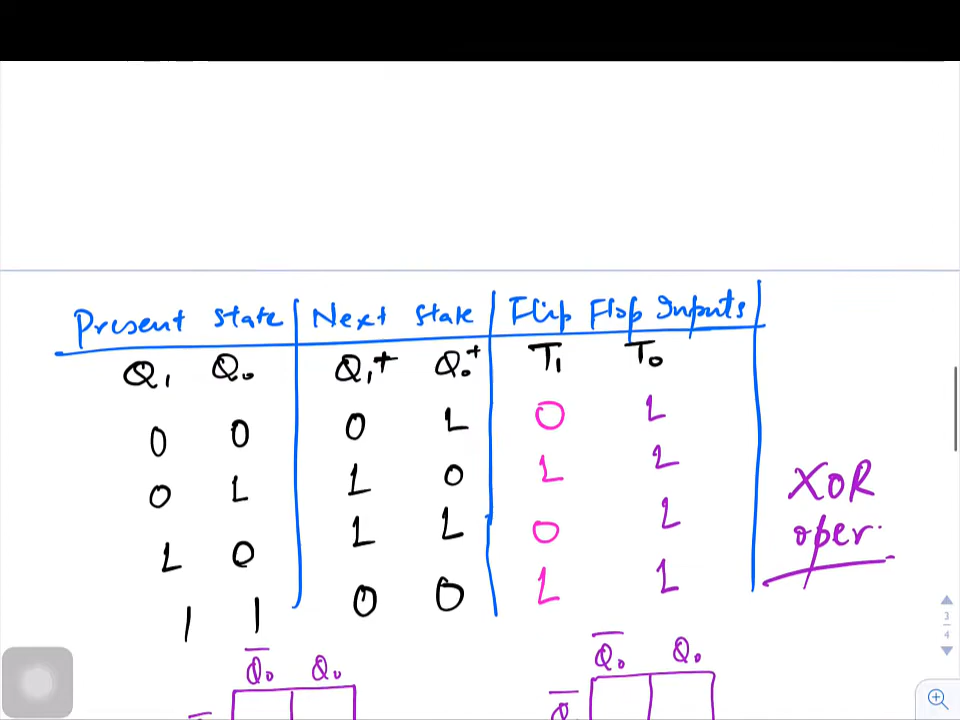 Present State Next State Flip Flop Inputs
Q₁ Q₀ Q₁+ Q₀+ T₁ T₀
0 0 0 1 0 1
0 1 1 0 1 1
1 0 1 1 0 1
1 1 0 0 1 1
XOR
oper.
Q̅₀ Q₀ Q̅₀ Q₀
3
4